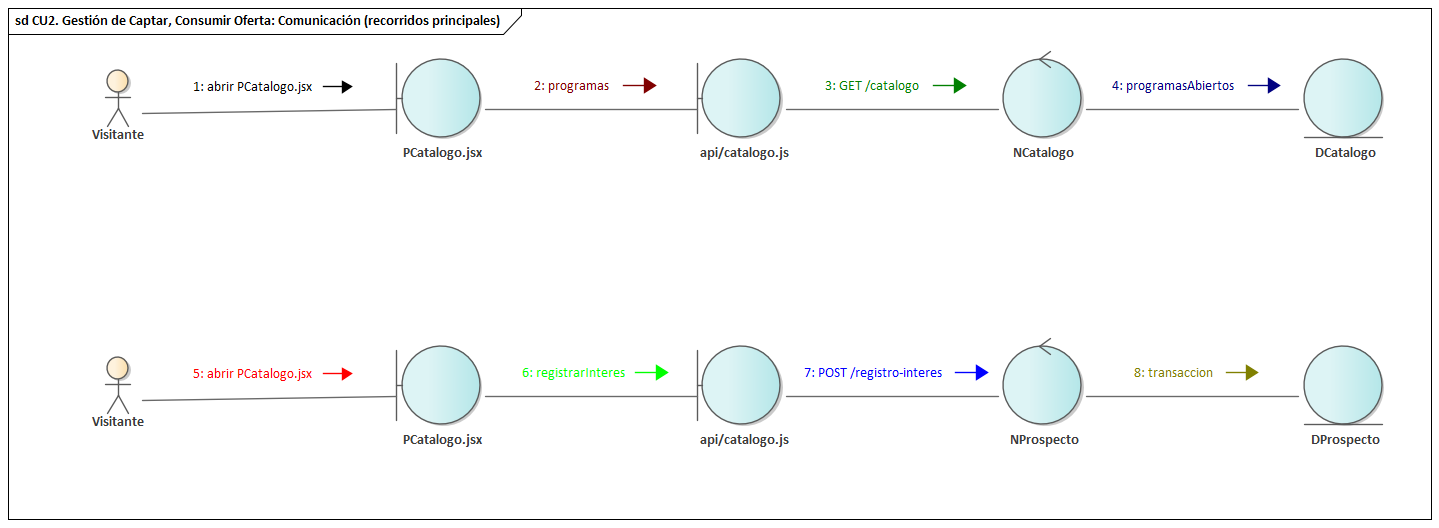 sd CU2. Gestión de Captar, Consumir Oferta: Comunicación (recorridos principales)
1: abrir PCatalogo.jsx
2: programas
3: GET /catalogo
4: programasAbiertos
Visitante
PCatalogo.jsx
api/catalogo.js
NCatalogo
DCatalogo
5: abrir PCatalogo.jsx
6: registrarInteres
7: POST /registro-interes
8: transaccion
Visitante
PCatalogo.jsx
api/catalogo.js
NProspecto
DProspecto